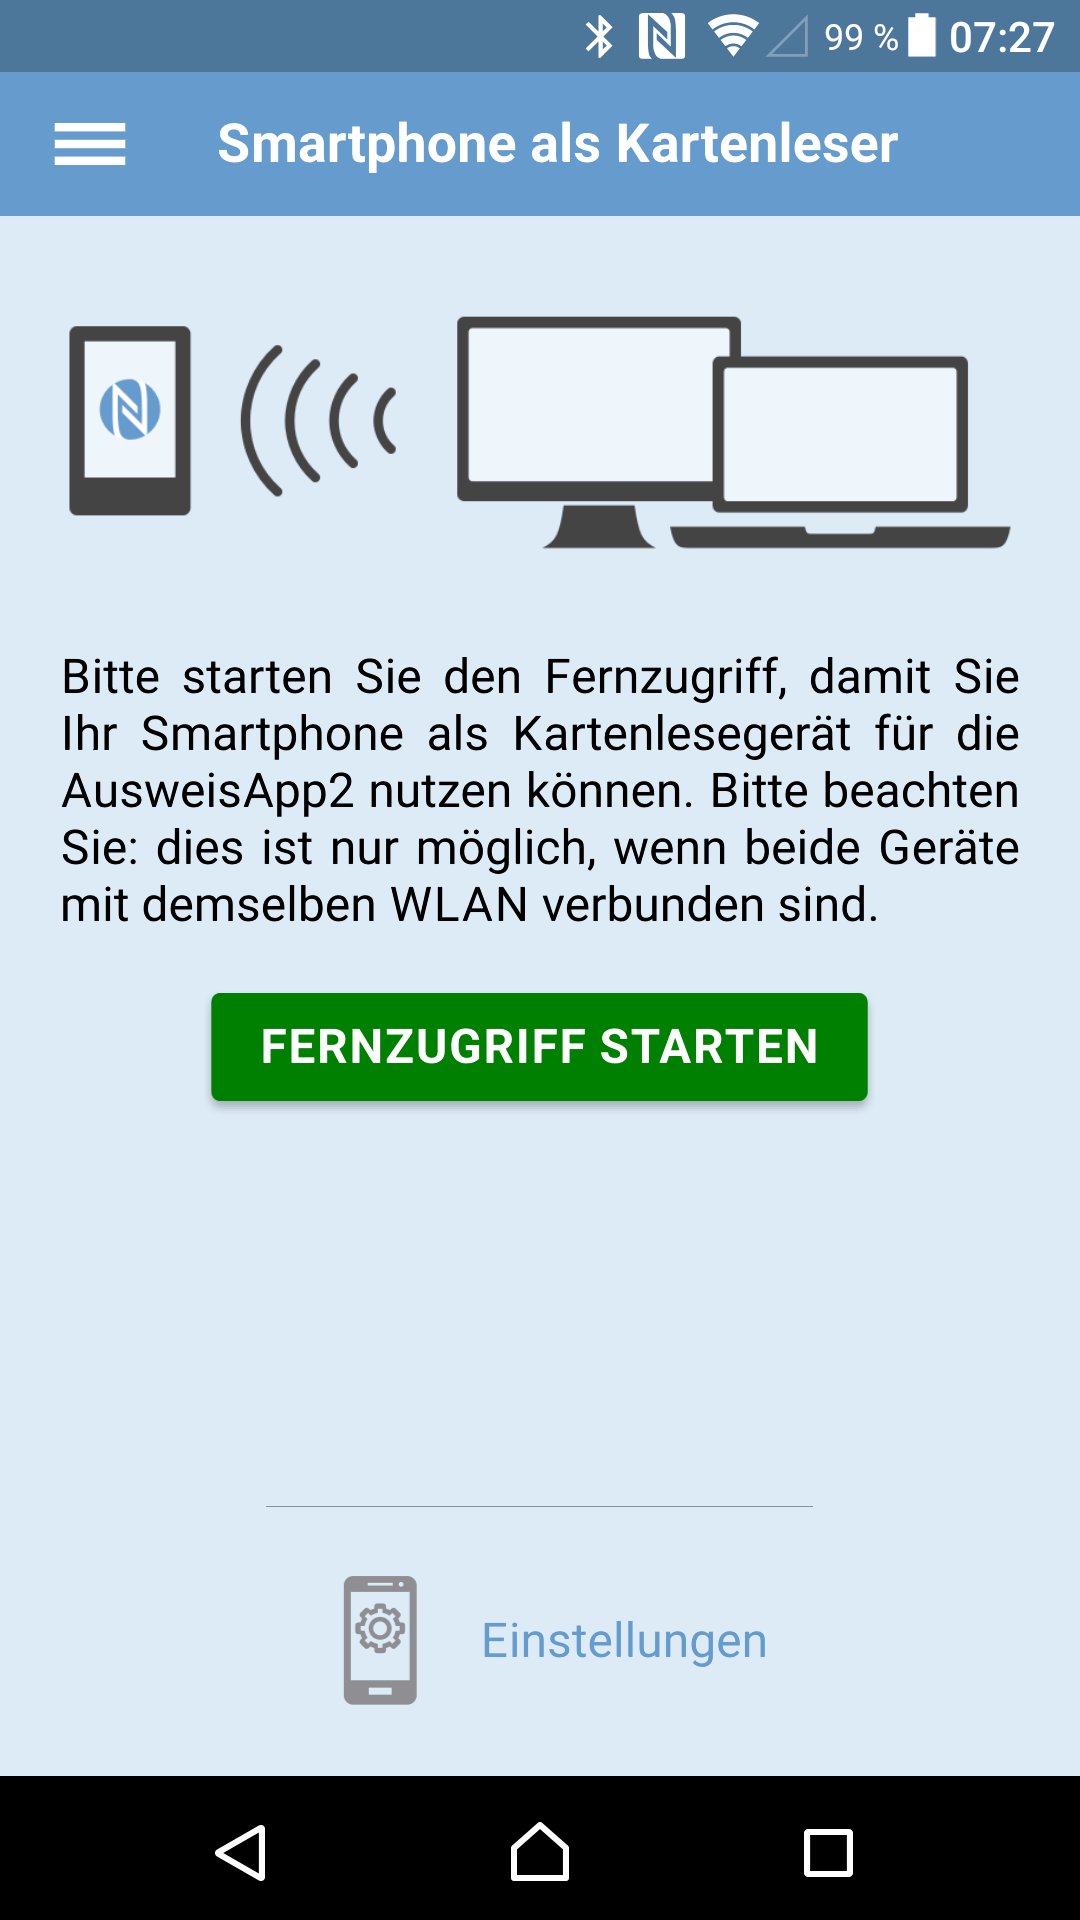 99 % 07:27
Smartphone als Kartenleser
Bitte starten Sie den Fernzugriff, damit Sie
Ihr Smartphone als Kartenlesegerät für die
AusweisApp2 nutzen können. Bitte beachten
Sie: dies ist nur möglich, wenn beide Geräte
mit demselben WLAN verbunden sind.
FERNZUGRIFF STARTEN
Einstellungen